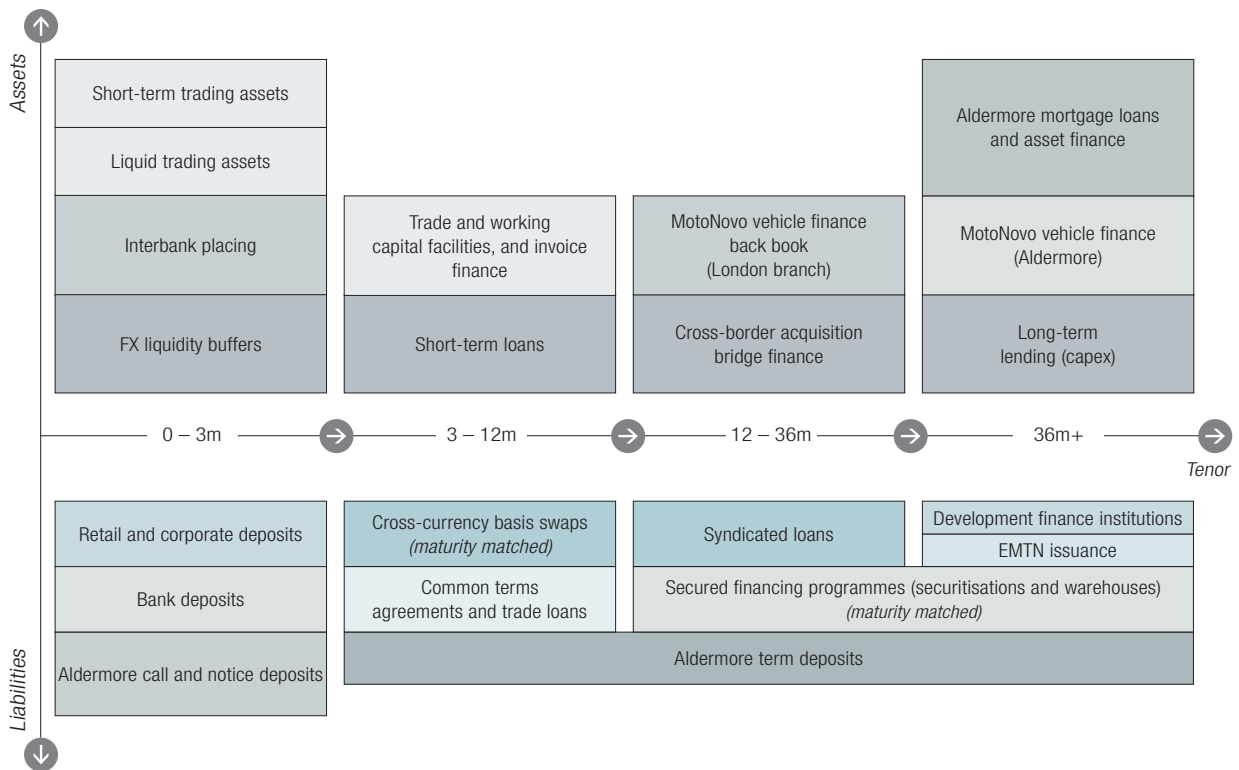 Assets
Short-term trading assets
Liquid trading assets
Interbank placing
FX liquidity buffers
Trade and working
capital facilities, and invoice
finance
Short-term loans
MotoNovo vehicle finance
back book
(London branch)
Cross-border acquisition
bridge finance
Aldermore mortgage loans
and asset finance
MotoNovo vehicle finance
(Aldermore)
Long-term
lending (capex)
0 – 3m
3 – 12m
12 – 36m
36m+
Tenor
Liabilities
Retail and corporate deposits
Bank deposits
Aldermore call and notice deposits
Cross-currency basis swaps
(maturity matched)
Common terms
agreements and trade loans
Syndicated loans
Development finance institutions
EMTN issuance
Secured financing programmes (securitisations and warehouses)
(maturity matched)
Aldermore term deposits